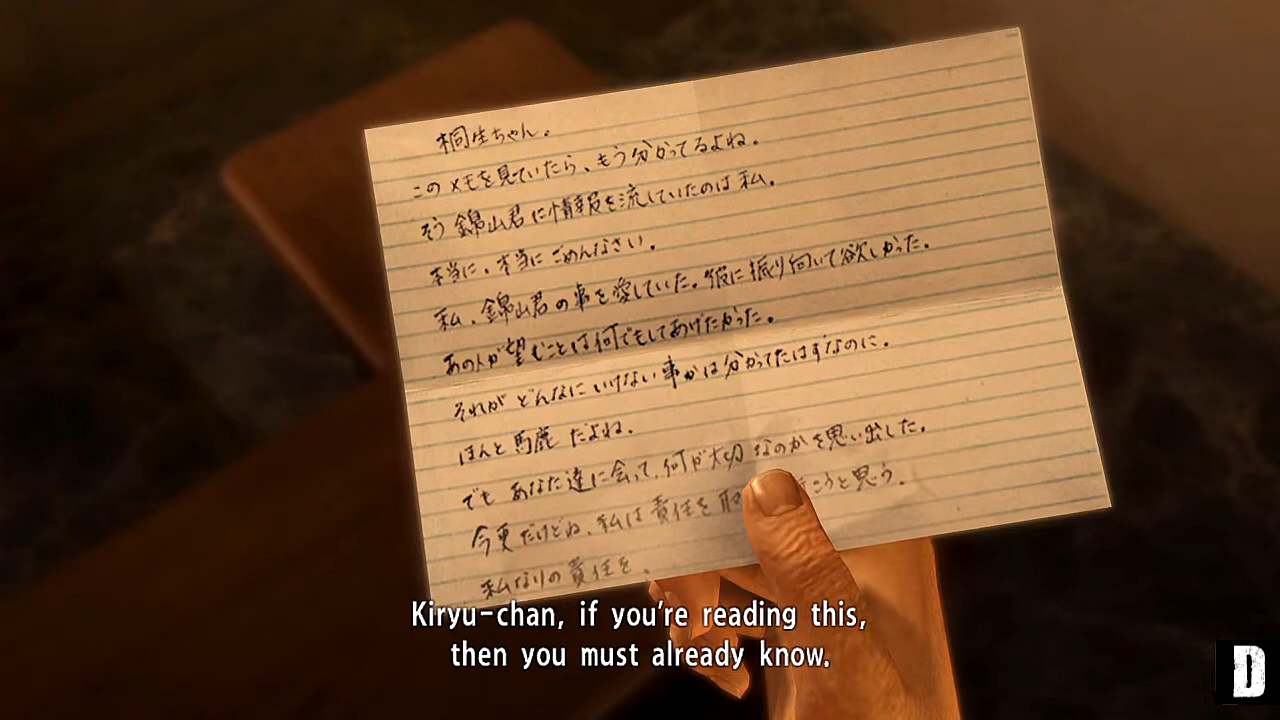 桐生ちゃん。
このメモを見ていたら、もう分かってるよね。
そう 錦山君に情報を流していたのは私。
本当に。本当にごめんなさい。
私、錦山君の事を愛していた。彼に振り向いて欲しかった。
あの人が望むことは何でもしてあげたかった。
それがどんなにいけない事かは分かってたはずなのに。
ほんと馬鹿だよね。
でも あなた達に会って、何が大切なのかを思い出した。
今更だけどね、私は責任を取 こうと思う。
私なりの責任を。
Kiryu-chan, if you're reading this,
then you must already know.
D